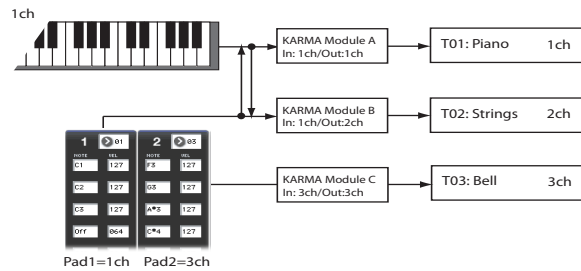 1ch
KARMA Module A
In: 1ch/Out:1ch
T01: Piano 1ch
KARMA Module B
In: 1ch/Out:2ch
T02: Strings 2ch
1 01 2 03
NOTE VEL NOTE VEL
C1 127 F3 127
C2 127 G3 127
C3 127 A#3 127
Off 064 C#4 127
KARMA Module C
In: 3ch/Out:3ch
T03: Bell 3ch
Pad1=1ch Pad2=3ch